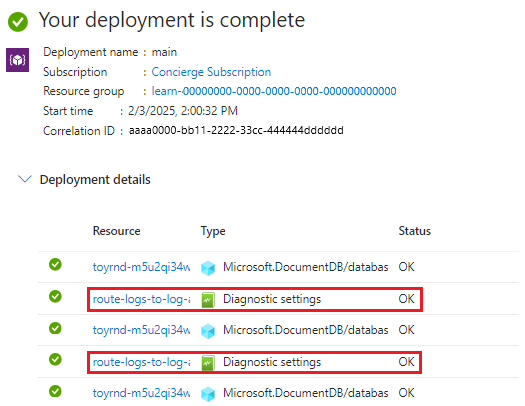 Your deployment is complete
Deployment name : main
Subscription : Concierge Subscription
Resource group : learn-00000000-0000-0000-0000-000000000000
Start time : 2/3/2025, 2:00:32 PM
Correlation ID : aaaa0000-bb11-2222-33cc-444444dddddd
Deployment details
Resource Type Status
toyrnd-m5u2qi34w Microsoft.DocumentDB/databas OK
route-logs-to-log-a Diagnostic settings OK
toyrnd-m5u2qi34w Microsoft.DocumentDB/databas OK
route-logs-to-log-a Diagnostic settings OK
toyrnd-m5u2qi34w Microsoft.DocumentDB/databas OK